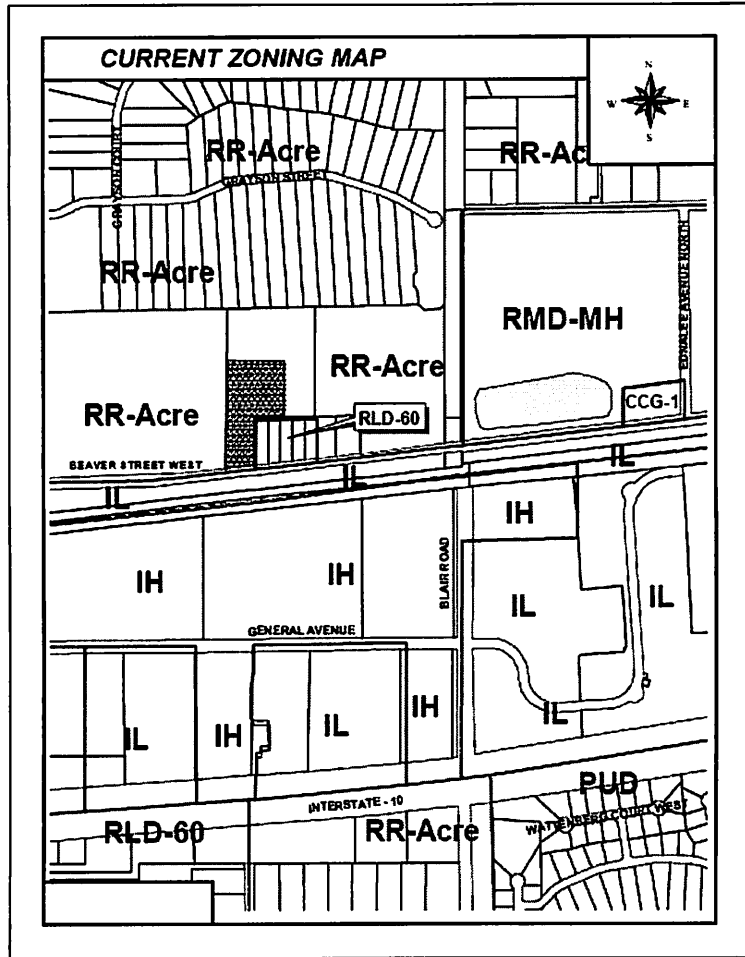 CURRENT ZONING MAP
N
W E
S
GRAYSON COURT
RR-Acre
GRAYSON STREET
RR-Ac
RR-Acre
RMD-MH
EDNALEE AVENUE NORTH
RR-Acre
RR-Acre
CCG-1
RLD-60
BEAVER STREET WEST
IL
IL
IL
IH
IH
IH
BLAIR ROAD
IL
IL
GENERAL AVENUE
IL
IH
IL
IH
IL
PUD
INTERSTATE - 10
WATTENBERG COURT WEST
RLD-60
RR-Acre